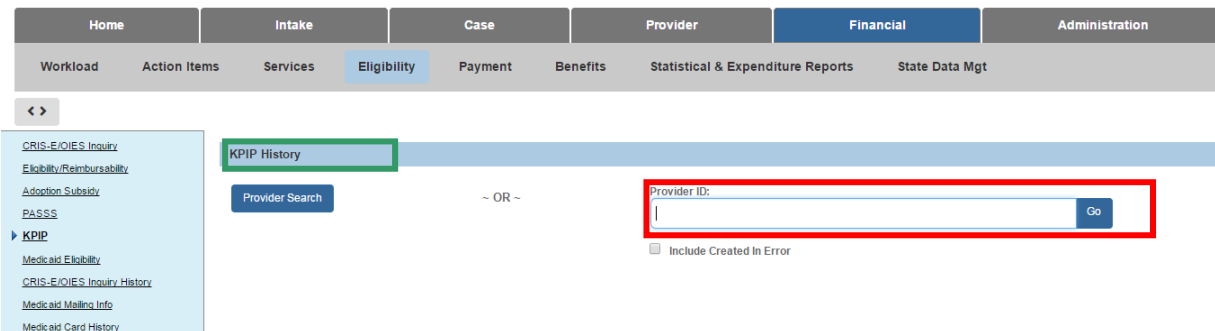 Home Intake Case Provider Financial Administration
Workload Action Items Services Eligibility Payment Benefits Statistical & Expenditure Reports State Data Mgt
< >
CRIS-E/OIES Inquiry
Eligibility/Reimbursability
Adoption Subsidy
PASSS
KPIP
Medicaid Eligibility
CRIS-E/OIES Inquiry History
Medicaid Mailing Info
Medicaid Card History
KPIP History
Provider Search ~ OR ~ Provider ID:
Go
Include Created In Error